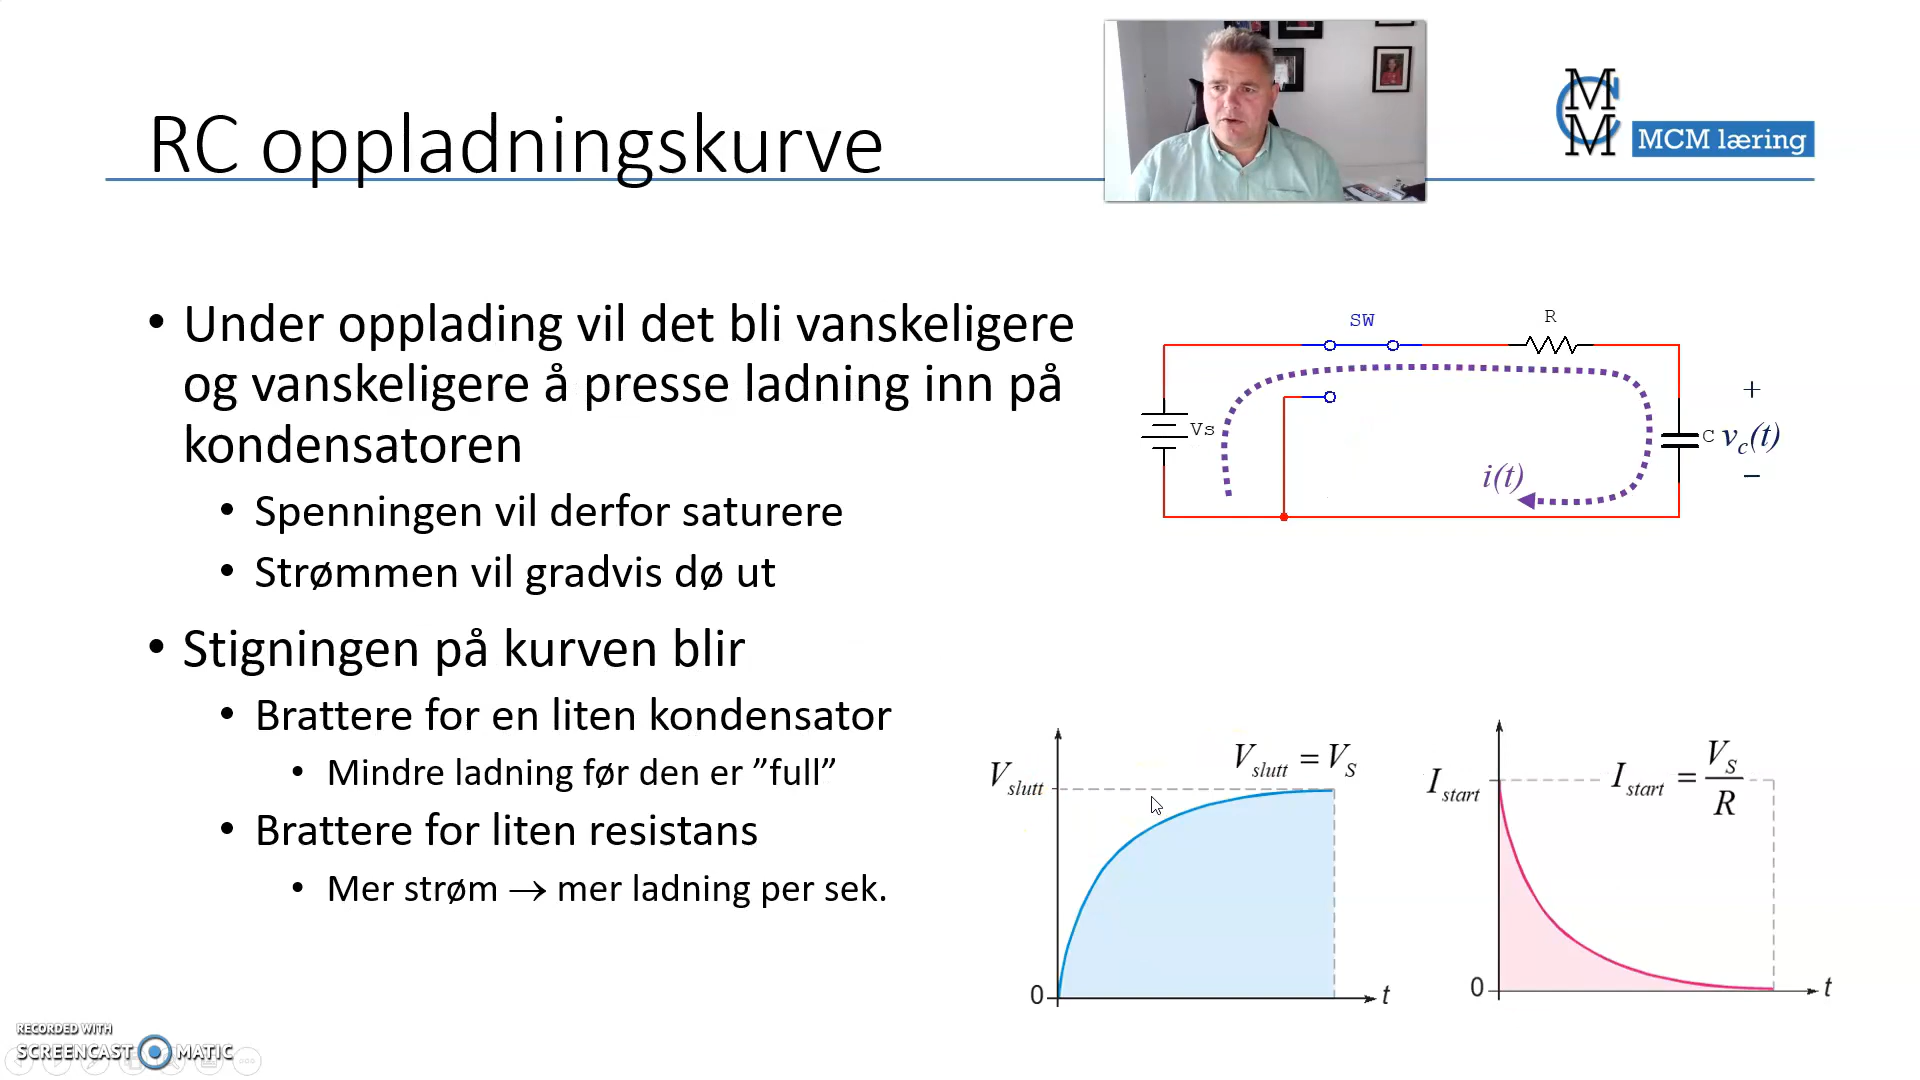 RC oppladningskurve
MCM
MCM læring
• Under opplading vil det bli vanskeligere
og vanskeligere å presse ladning inn på
kondensatoren
• Spenningen vil derfor saturere
• Strømmen vil gradvis dø ut
• Stigningen på kurven blir
• Brattere for en liten kondensator
• Mindre ladning før den er ”full”
• Brattere for liten resistans
• Mer strøm → mer ladning per sek.
SW
R
Vs
+
C v_c(t)
−
i(t)
V_slutt
V_slutt = V_S
0
t
I_start
I_start = V_S / R
0
t
RECORDED WITH
SCREENCAST MATIC